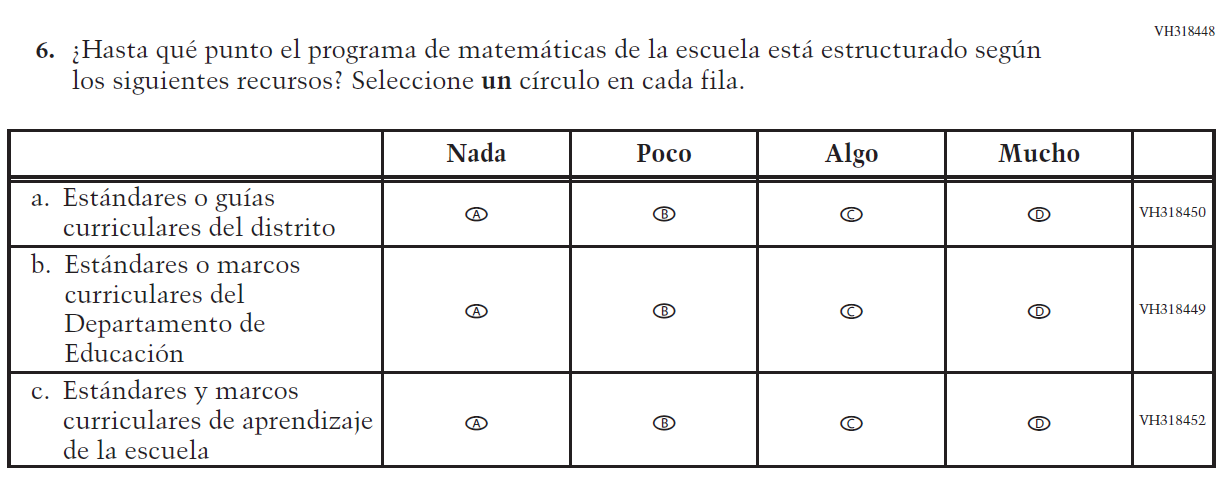 VH318448
6. ¿Hasta qué punto el programa de matemáticas de la escuela está estructurado según
los siguientes recursos? Seleccione un círculo en cada fila.
Nada Poco Algo Mucho
a. Estándares o guías
curriculares del distrito
A B C D VH318450
b. Estándares o marcos
curriculares del
Departamento de
Educación
A B C D VH318449
c. Estándares y marcos
curriculares de aprendizaje
de la escuela
A B C D VH318452